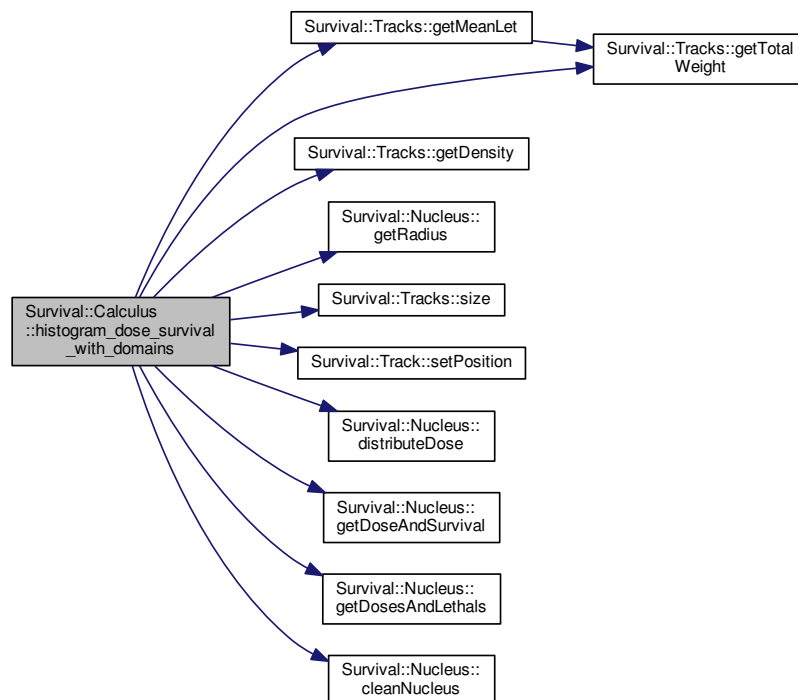 Survival::Tracks::getMeanLet
Survival::Tracks::getTotal
Weight
Survival::Tracks::getDensity
Survival::Nucleus::
getRadius
Survival::Calculus
::histogram_dose_survival
_with_domains
Survival::Tracks::size
Survival::Track::setPosition
Survival::Nucleus::
distributeDose
Survival::Nucleus::
getDoseAndSurvival
Survival::Nucleus::
getDosesAndLethals
Survival::Nucleus::
cleanNucleus